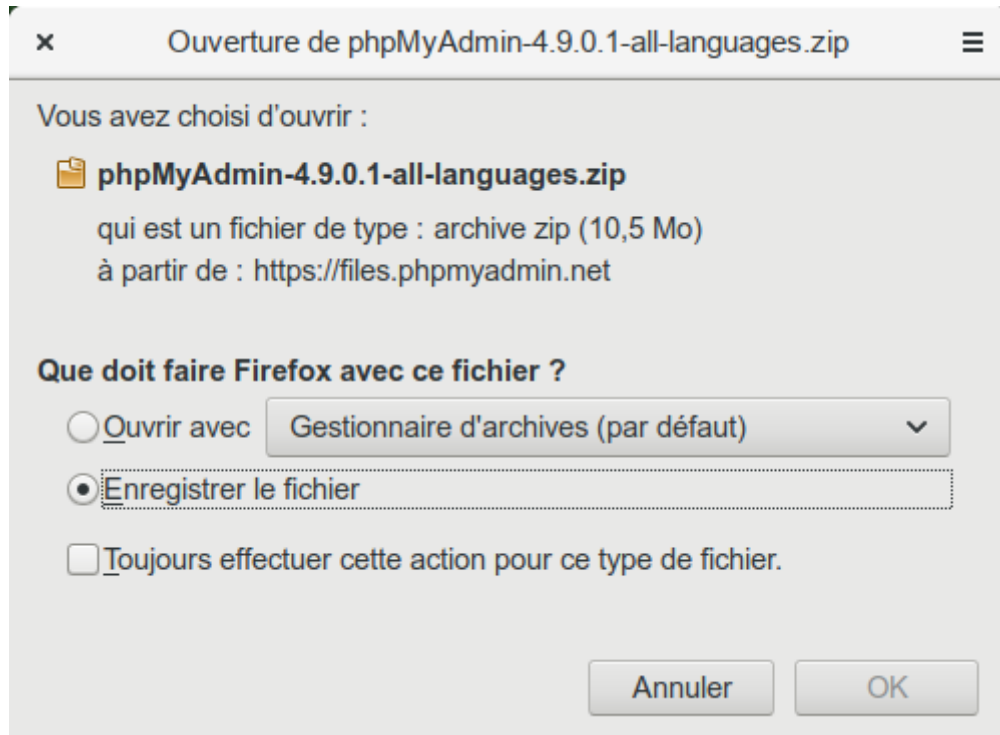 Ouverture de phpMyAdmin-4.9.0.1-all-languages.zip
Vous avez choisi d’ouvrir :
phpMyAdmin-4.9.0.1-all-languages.zip
qui est un fichier de type : archive zip (10,5 Mo)
à partir de : https://files.phpmyadmin.net
Que doit faire Firefox avec ce fichier ?
Ouvrir avec Gestionnaire d'archives (par défaut)
Enregistrer le fichier
Toujours effectuer cette action pour ce type de fichier.
Annuler OK